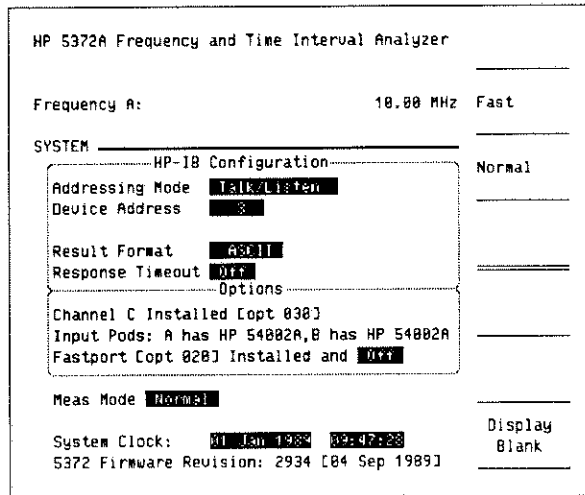 HP 5372A Frequency and Time Interval Analyzer
Frequency A: 10.00 MHz
Fast
SYSTEM
HP-IB Configuration
Normal
Addressing Mode Talk/Listen
Device Address 3
Result Format ASCII
Response Timeout Off
Options
Channel C Installed [opt 030]
Input Pods: A has HP 54002A,B has HP 54002A
Fastport [opt 020] Installed and Off
Meas Mode Normal
System Clock: 01 Jan 1989 09:47:28
5372 Firmware Revision: 2934 [04 Sep 1989]
Display
Blank